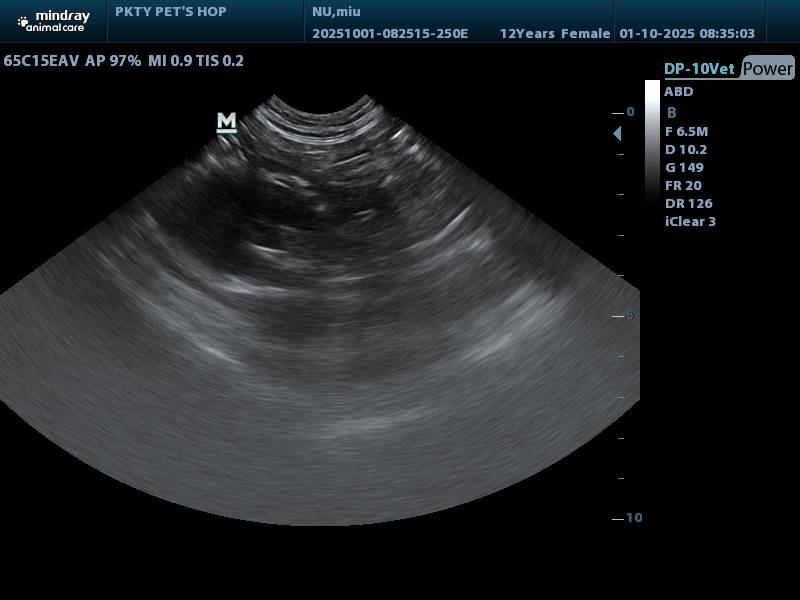 mindray
animal care
PKTY PET'S HOP
NU,miu
20251001-082515-250E
12Years Female
01-10-2025 08:35:03
65C15EAV AP 97% MI 0.9 TIS 0.2
DP-10Vet
Power
M
ABD
B
F 6.5M
D 10.2
G 149
FR 20
DR 126
iClear 3
0
5
10